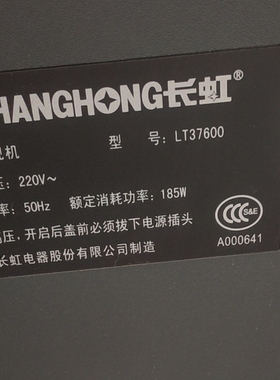 HANGHONG长虹®
视机
型 号: LT37600
压: 220V~
率: 50Hz 额定消耗功率: 185W
高压, 开启后盖前必须拔下电源插头
长虹电器股份有限公司制造
CCC S&E
A000641